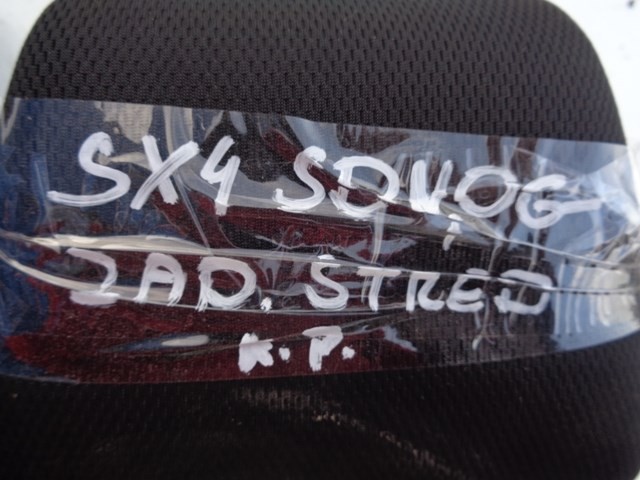 SX4 SDN,06
ZAD. STRED
K.P.